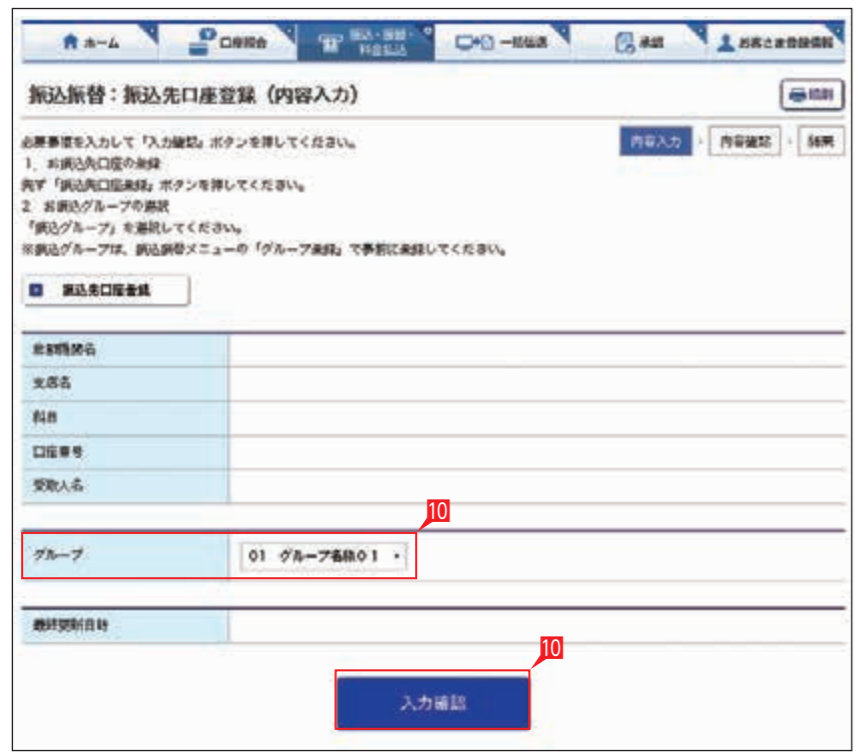 ホーム
口座照会
振込・振替・
料金払込
一括伝送
承認
お客さま登録情報
振込振替：振込先口座登録（内容入力）
印刷
必要事項を入力して「入力確認」ボタンを押してください。
内容入力
内容確認
結果
1．お振込先口座の登録
先ず「振込先口座登録」ボタンを押してください。
2．お振込グループの選択
「振込グループ」を選択してください。
※振込グループは、振込振替メニューの「グループ登録」で事前に登録してください。
振込先口座登録
金融機関名
支店名
科目
口座番号
受取人名
10
グループ
01 グループ名称０１
最終更新日時
10
入力確認